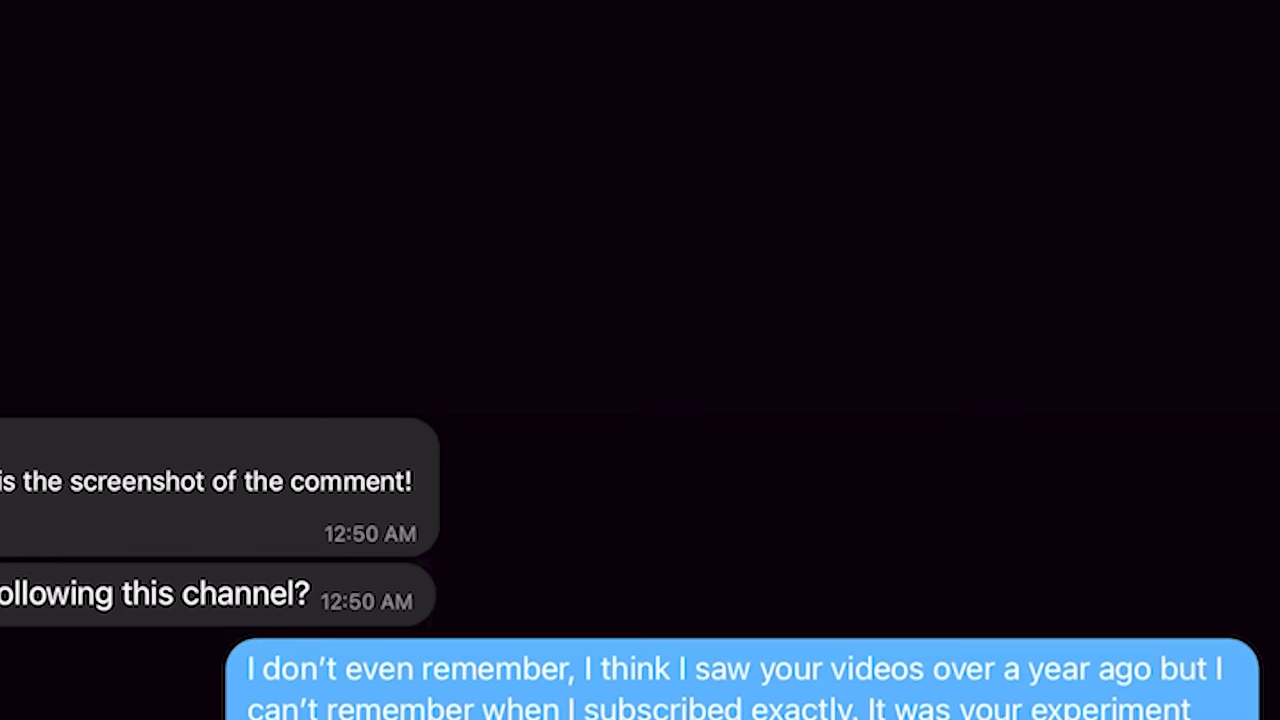 is the screenshot of the comment!
12:50 AM
ollowing this channel? 12:50 AM
I don’t even remember, I think I saw your videos over a year ago but I
can’t remember when I subscribed exactly. It was your experiment